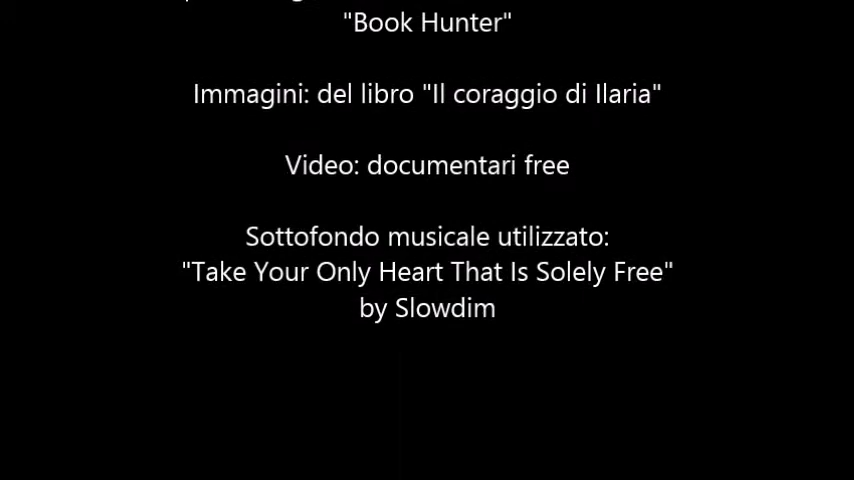 "Book Hunter"
Immagini: del libro "Il coraggio di Ilaria"
Video: documentari free
Sottofondo musicale utilizzato:
"Take Your Only Heart That Is Solely Free"
by Slowdim